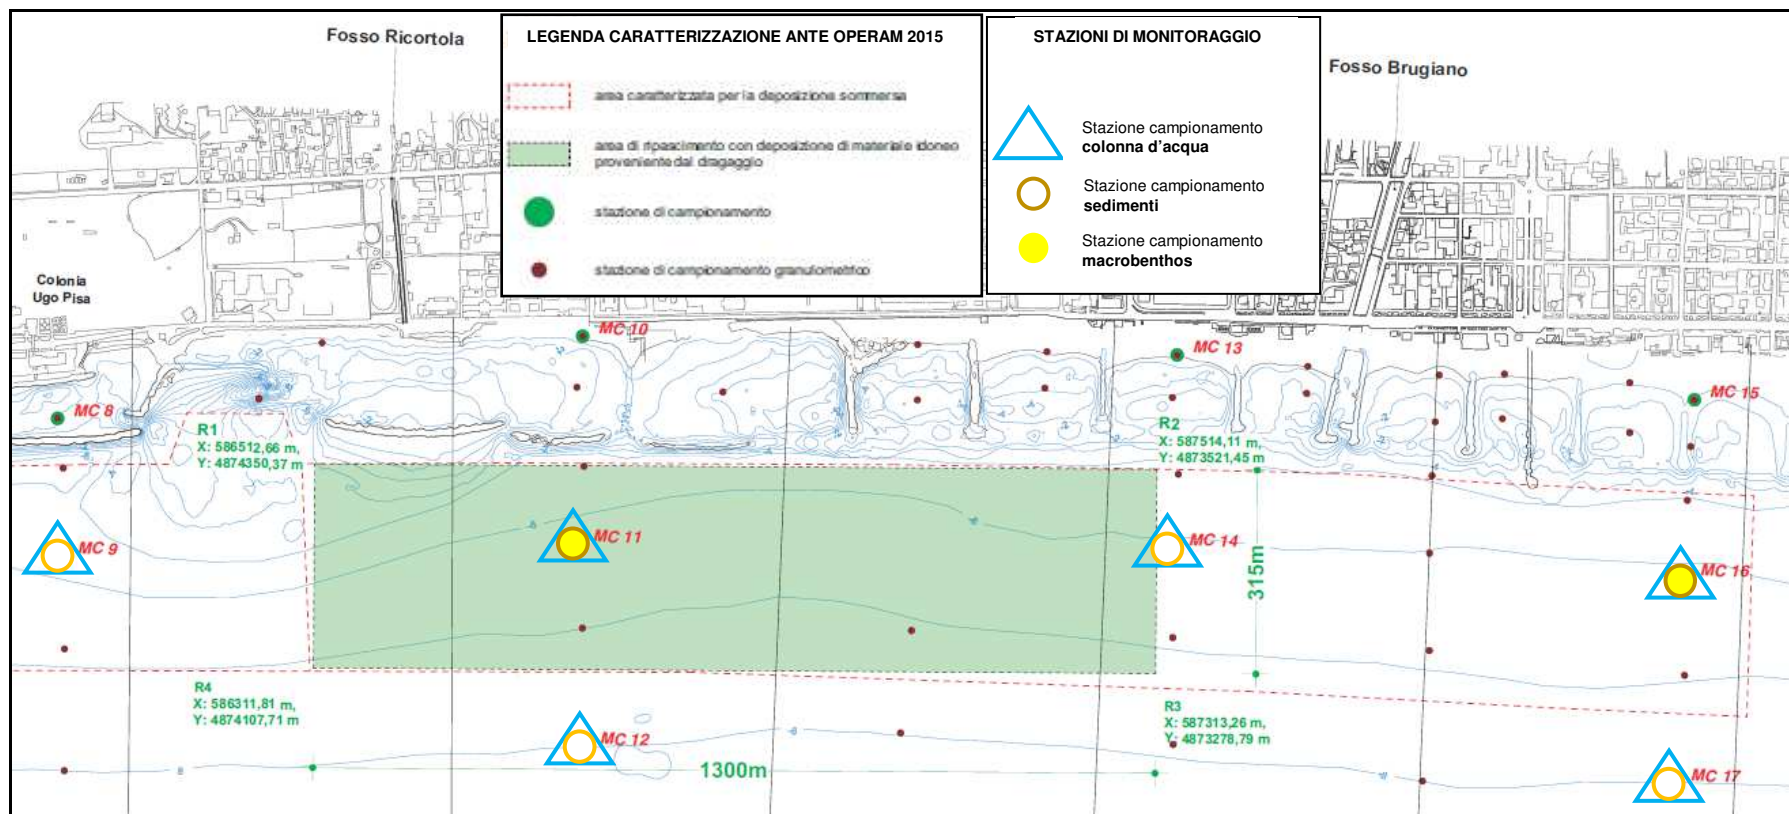 Fosso Ricortola
LEGENDA CARATTERIZZAZIONE ANTE OPERAM 2015
area caratterizzata per la deposizione sommersa
area di ripascimento con deposizione di materiale idoneo
proveniente dal dragaggio
stazione di campionamento
stazione di campionamento granulometrico
STAZIONI DI MONITORAGGIO
Stazione campionamento
colonna d'acqua
Stazione campionamento
sedimenti
Stazione campionamento
macrobenthos
Fosso Brugiano
Colonia
Ugo Pisa
MC 8
MC 10
MC 13
MC 15
R1
X: 586512,66 m,
Y: 4874350,37 m
R2
X: 587514,11 m,
Y: 4873521,45 m
MC 9
MC 11
MC 14
MC 16
315m
R4
X: 586311,81 m,
Y: 4874107,71 m
R3
X: 587313,26 m,
Y: 4873278,79 m
MC 12
1300m
MC 17